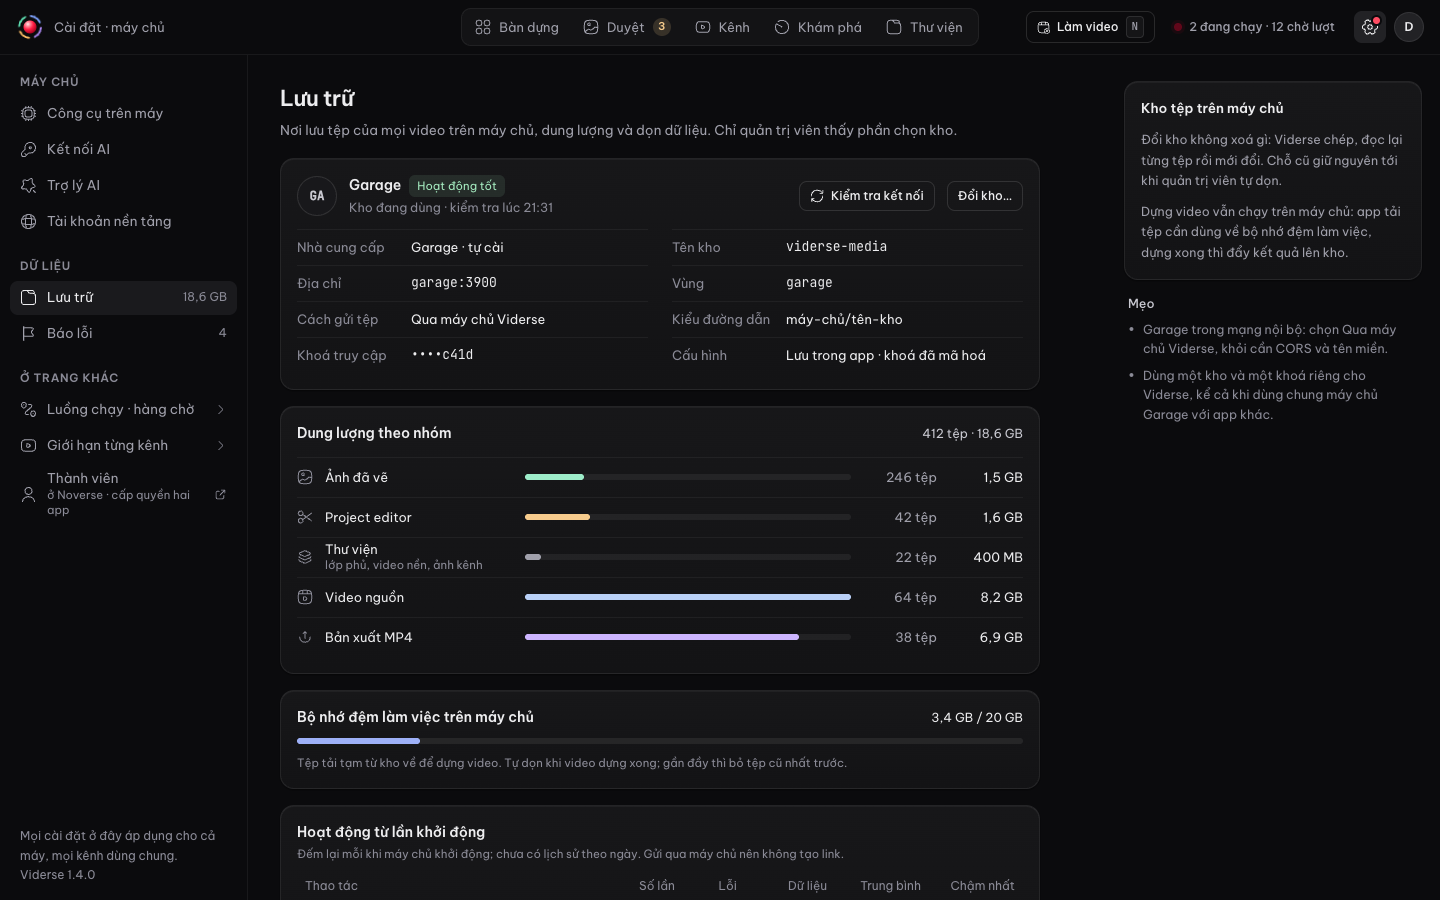 Cài đặt · máy chủ
Bàn dựng
Duyệt 3
Kênh
Khám phá
Thư viện
Làm video N
2 đang chạy · 12 chờ lượt
D
MÁY CHỦ
Công cụ trên máy
Kết nối AI
Trợ lý AI
Tài khoản nền tảng
DỮ LIỆU
Lưu trữ 18,6 GB
Báo lỗi 4
Ở TRANG KHÁC
Luồng chạy · hàng chờ
Giới hạn từng kênh
Thành viên
ở Noverse · cấp quyền hai
app
Mọi cài đặt ở đây áp dụng cho cả
máy, mọi kênh dùng chung.
Viderse 1.4.0
Lưu trữ
Nơi lưu tệp của mọi video trên máy chủ, dung lượng và dọn dữ liệu. Chỉ quản trị viên thấy phần chọn kho.
GA
Garage Hoạt động tốt
Kho đang dùng · kiểm tra lúc 21:31
Kiểm tra kết nối
Đổi kho...
Nhà cung cấp Garage · tự cài
Tên kho viderse-media
Địa chỉ garage:3900
Vùng garage
Cách gửi tệp Qua máy chủ Viderse
Kiểu đường dẫn máy-chủ/tên-kho
Khoá truy cập ••••c41d
Cấu hình Lưu trong app · khoá đã mã hoá
Dung lượng theo nhóm 412 tệp · 18,6 GB
Ảnh đã vẽ 246 tệp 1,5 GB
Project editor 42 tệp 1,6 GB
Thư viện 22 tệp 400 MB
lớp phủ, video nền, ảnh kênh
Video nguồn 64 tệp 8,2 GB
Bản xuất MP4 38 tệp 6,9 GB
Bộ nhớ đệm làm việc trên máy chủ 3,4 GB / 20 GB
Tệp tải tạm từ kho về để dựng video. Tự dọn khi video dựng xong; gần đầy thì bỏ tệp cũ nhất trước.
Hoạt động từ lần khởi động
Đếm lại mỗi khi máy chủ khởi động; chưa có lịch sử theo ngày. Gửi qua máy chủ nên không tạo link.
Thao tác Số lần Lỗi Dữ liệu Trung bình Chậm nhất
Kho tệp trên máy chủ
Đổi kho không xoá gì: Viderse chép, đọc lại
từng tệp rồi mới đổi. Chỗ cũ giữ nguyên tới
khi quản trị viên tự dọn.
Dựng video vẫn chạy trên máy chủ: app tải
tệp cần dùng về bộ nhớ đệm làm việc,
dựng xong thì đẩy kết quả lên kho.
Mẹo
• Garage trong mạng nội bộ: chọn Qua máy
chủ Viderse, khỏi cần CORS và tên miền.
• Dùng một kho và một khoá riêng cho
Viderse, kể cả khi dùng chung máy chủ
Garage với app khác.